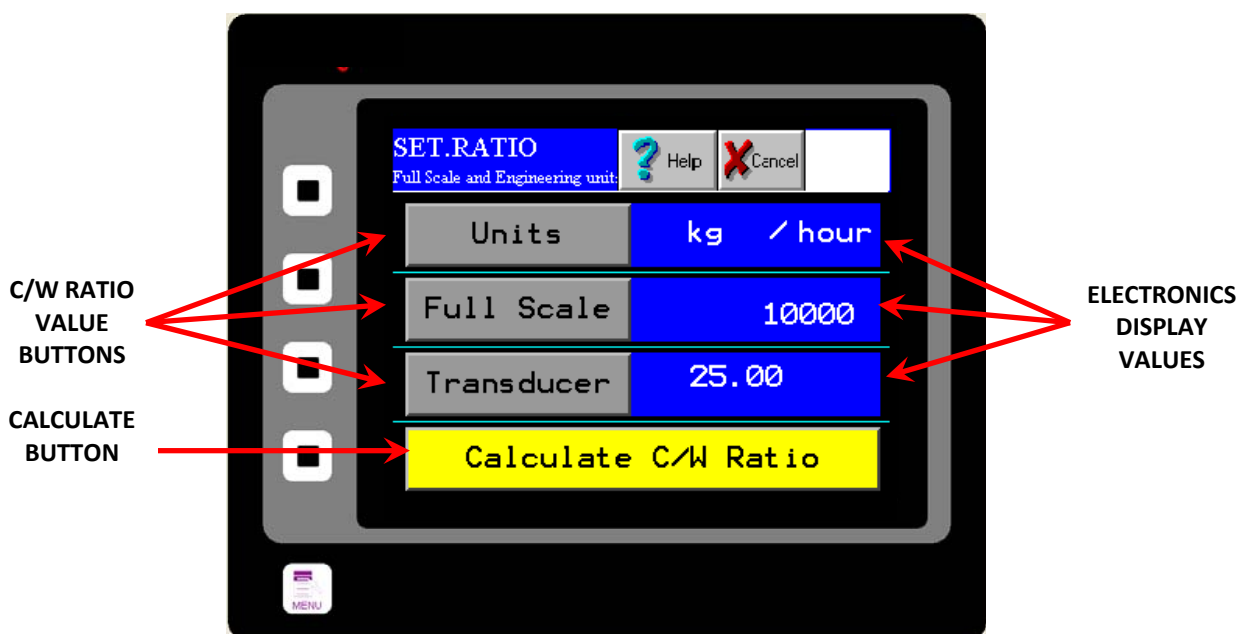 SET.RATIO
Full Scale and Engineering unit:
Help
Cancel
Units
kg / hour
Full Scale
10000
Transducer
25.00
Calculate C/W Ratio
C/W RATIO
VALUE
BUTTONS
CALCULATE
BUTTON
ELECTRONICS
DISPLAY
VALUES
MENU